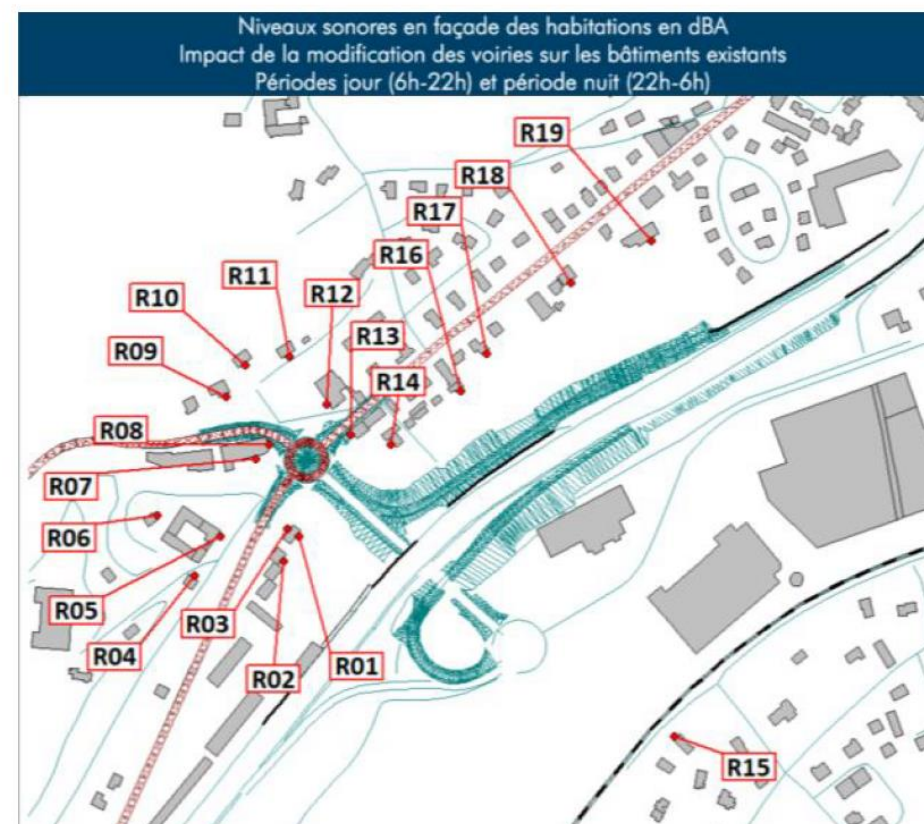 Niveaux sonores en façade des habitations en dBA
Impact de la modification des voiries sur les bâtiments existants
Périodes jour (6h-22h) et période nuit (22h-6h)
R19
R18
R17
R16
R11
R10
R12
R13
R09
R14
R08
R07
R06
R05
R03
R04
R02
R01
R15